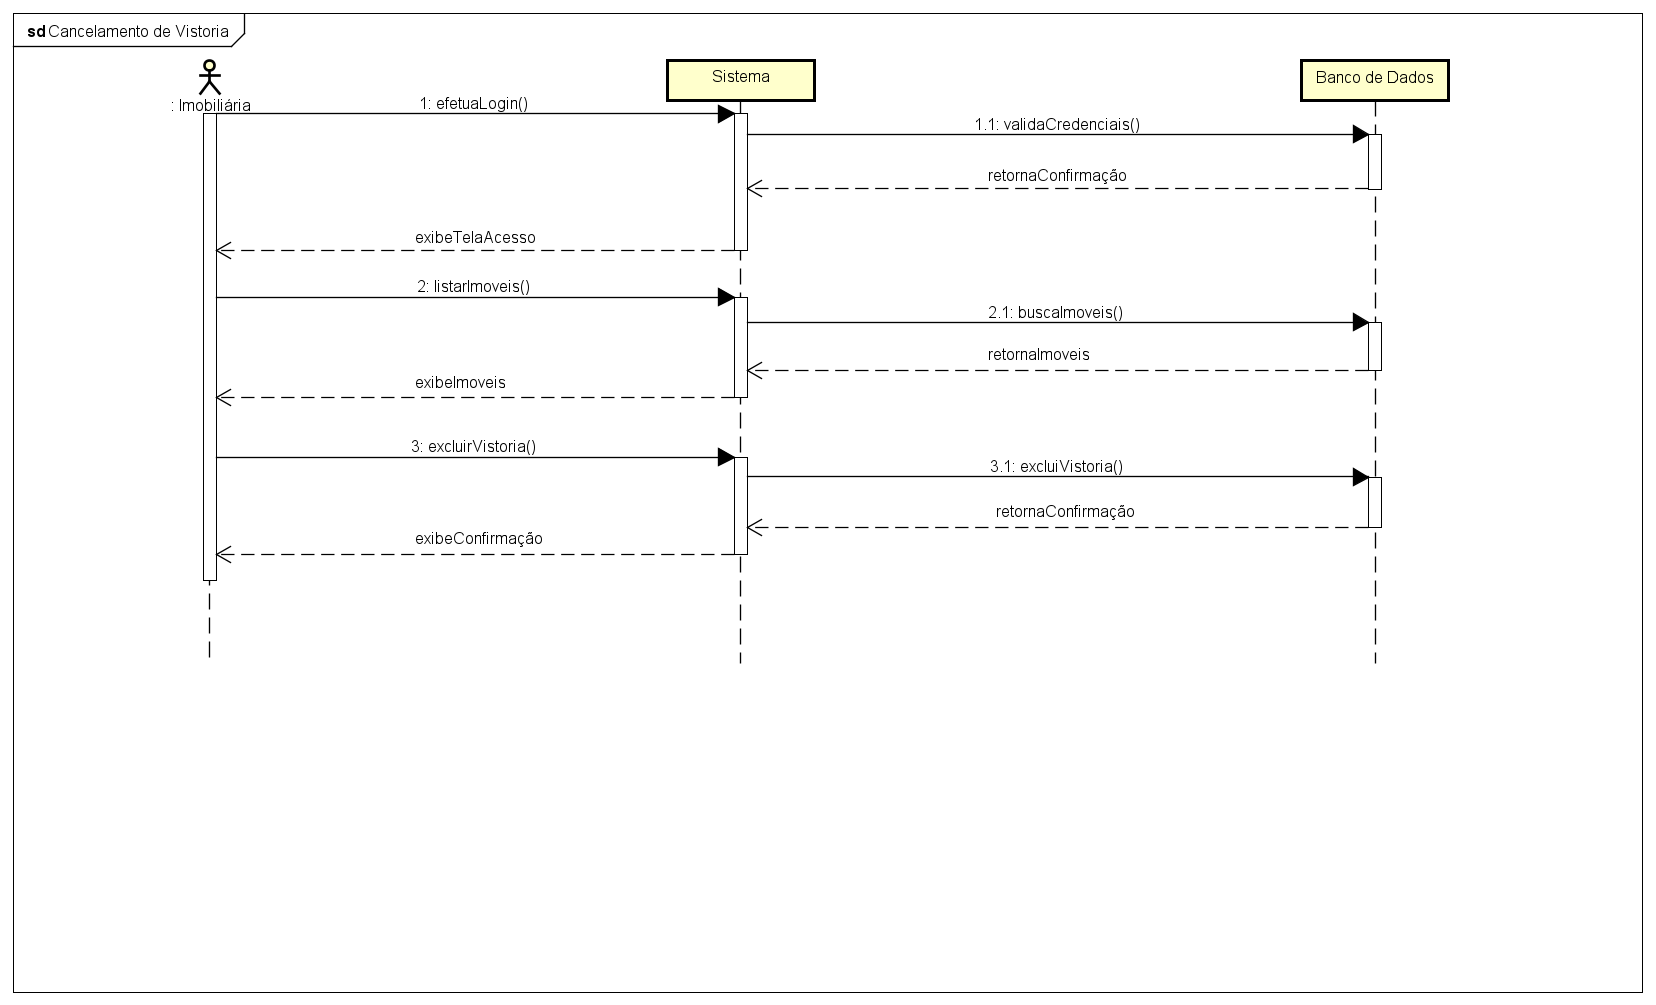 sd Cancelamento de Vistoria
: Imobiliária
Sistema
Banco de Dados
1: efetuaLogin()
1.1: validaCredenciais()
retornaConfirmação
exibeTelaAcesso
2: listarImoveis()
2.1: buscaImoveis()
retornaImoveis
exibeImoveis
3: excluirVistoria()
3.1: excluiVistoria()
retornaConfirmação
exibeConfirmação